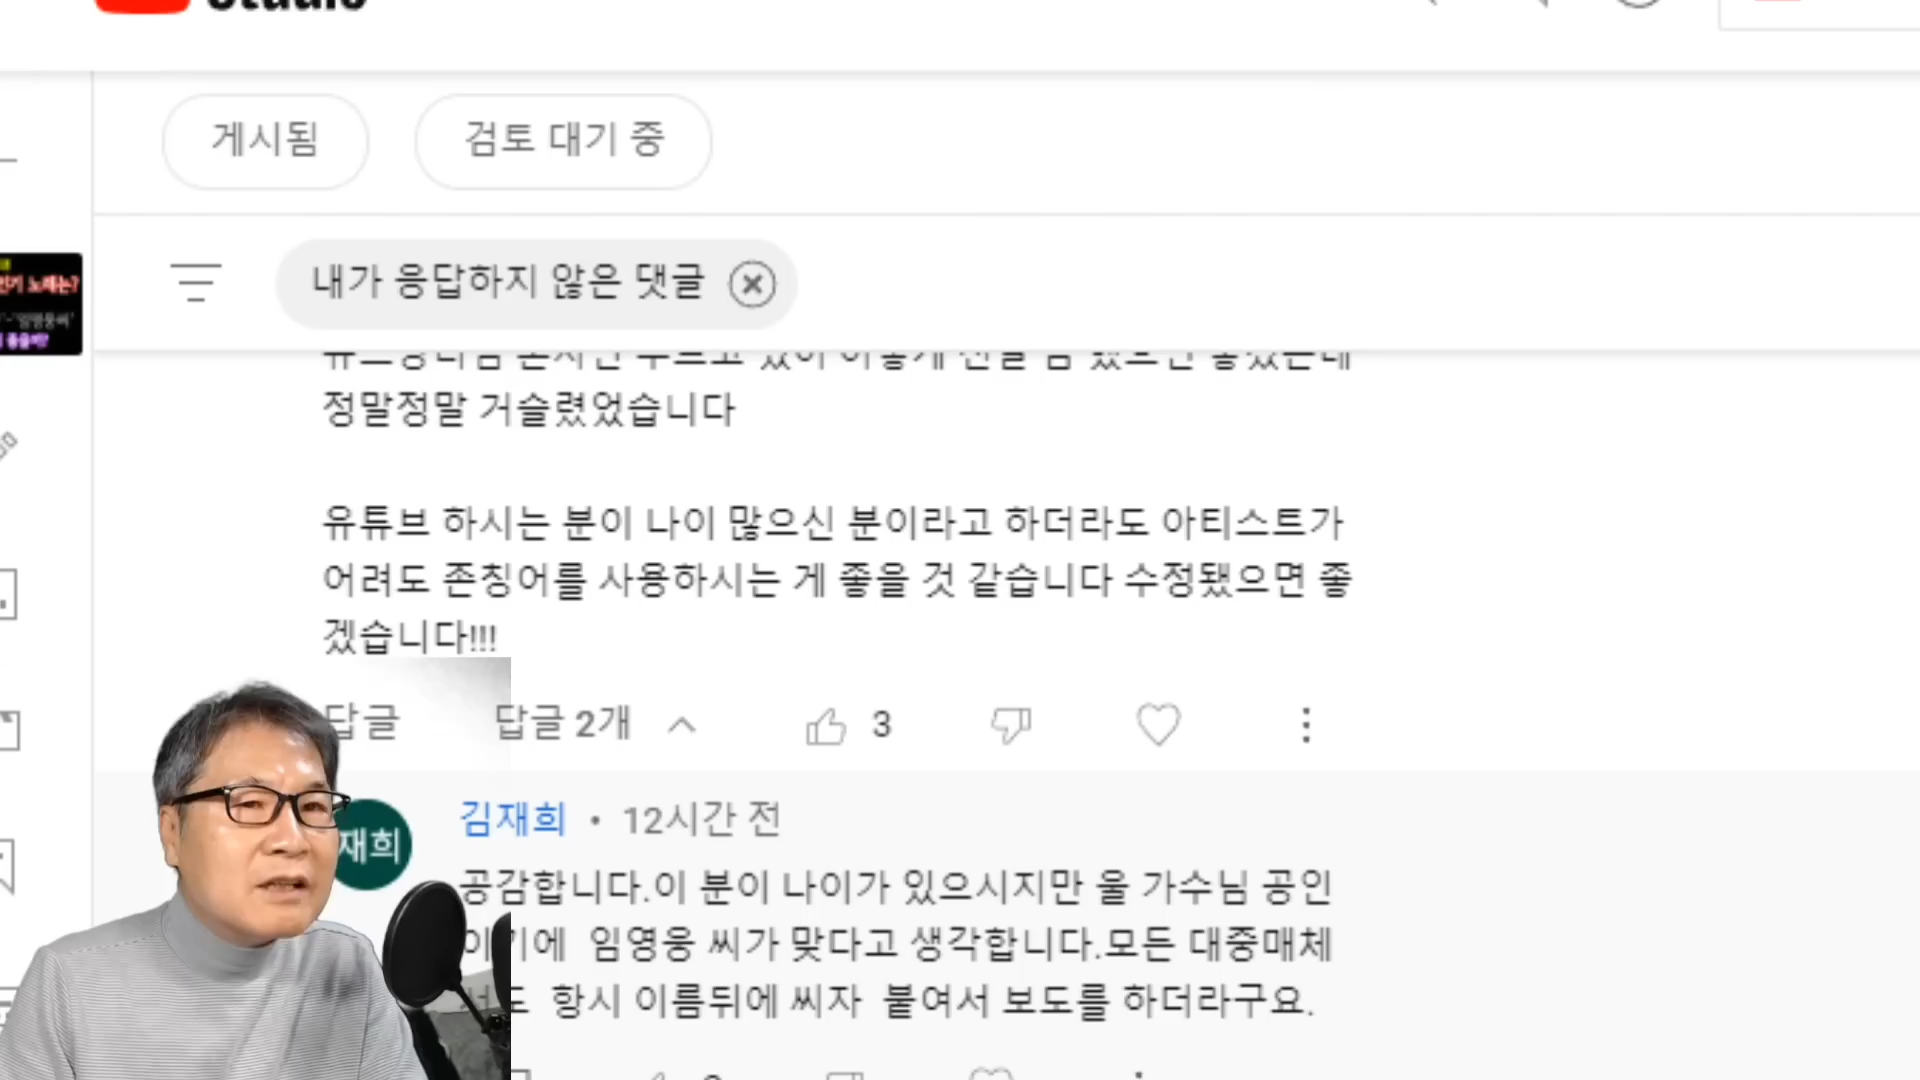 Studio
게시됨
검토 대기 중
내가 응답하지 않은 댓글
정말정말 거슬렸었습니다
유튜브 하시는 분이 나이 많으신 분이라고 하더라도 아티스트가
어려도 존칭어를 사용하시는 게 좋을 것 같습니다 수정됐으면 좋
겠습니다!!!
답글
답글 2개
3
재희
김재희 • 12시간 전
공감합니다.이 분이 나이가 있으시지만 울 가수님 공인
임영웅 씨가 맞다고 생각합니다.모든 대중매체
항시 이름뒤에 씨자 붙여서 보도를 하더라구요.